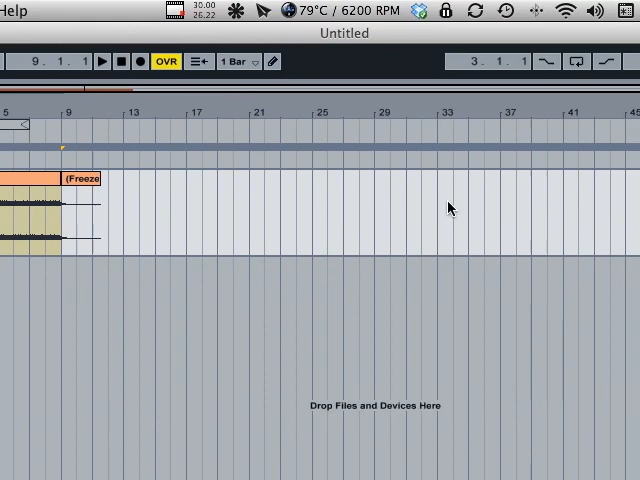 Help
30.00
26.22
79°C / 6200 RPM
Untitled
9. 1. 1
OVR
1 Bar
3. 1. 1
5 9 13 17 21 25 29 33 37 41 45
(Freeze
Drop Files and Devices Here